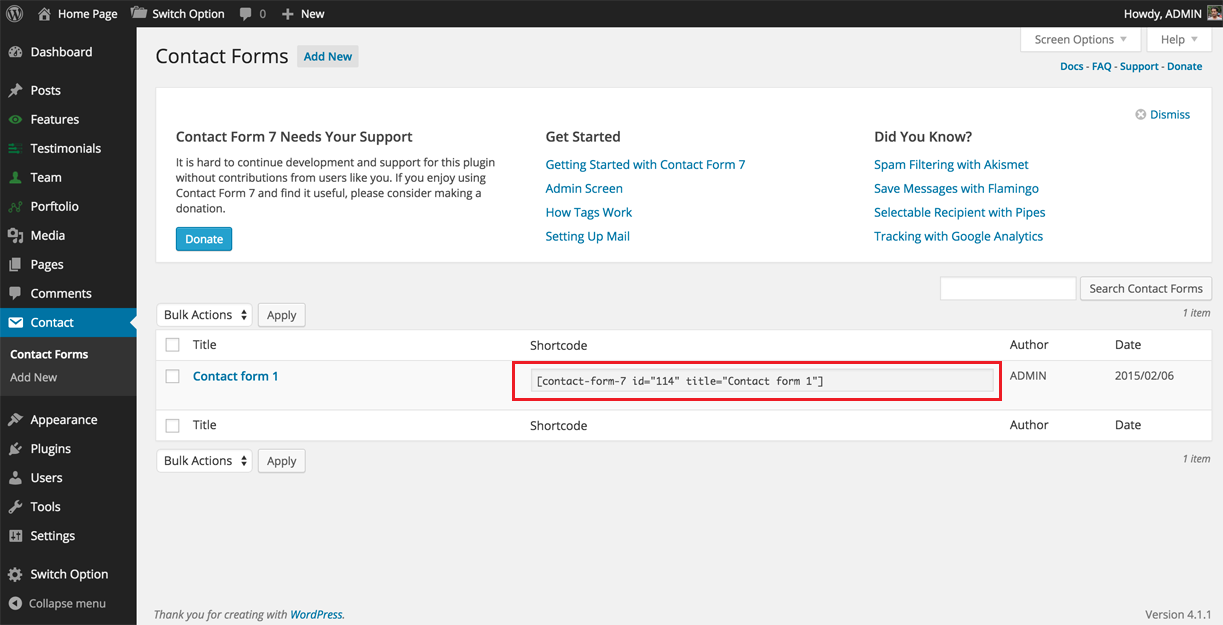 Home Page Switch Option 0 New Howdy, ADMIN
Screen Options Help
Docs - FAQ - Support - Donate
Dashboard
Posts
Features
Testimonials
Team
Porftolio
Media
Pages
Comments
Contact
Contact Forms
Add New
Appearance
Plugins
Users
Tools
Settings
Switch Option
Collapse menu
Contact Forms Add New
Dismiss
Contact Form 7 Needs Your Support
It is hard to continue development and support for this plugin
without contributions from users like you. If you enjoy using
Contact Form 7 and find it useful, please consider making a
donation.
Donate
Get Started
Getting Started with Contact Form 7
Admin Screen
How Tags Work
Setting Up Mail
Did You Know?
Spam Filtering with Akismet
Save Messages with Flamingo
Selectable Recipient with Pipes
Tracking with Google Analytics
Search Contact Forms
Bulk Actions Apply 1 item
Title Shortcode Author Date
Contact form 1 [contact-form-7 id="114" title="Contact form 1"] ADMIN 2015/02/06
Title Shortcode Author Date
Bulk Actions Apply 1 item
Thank you for creating with WordPress. Version 4.1.1